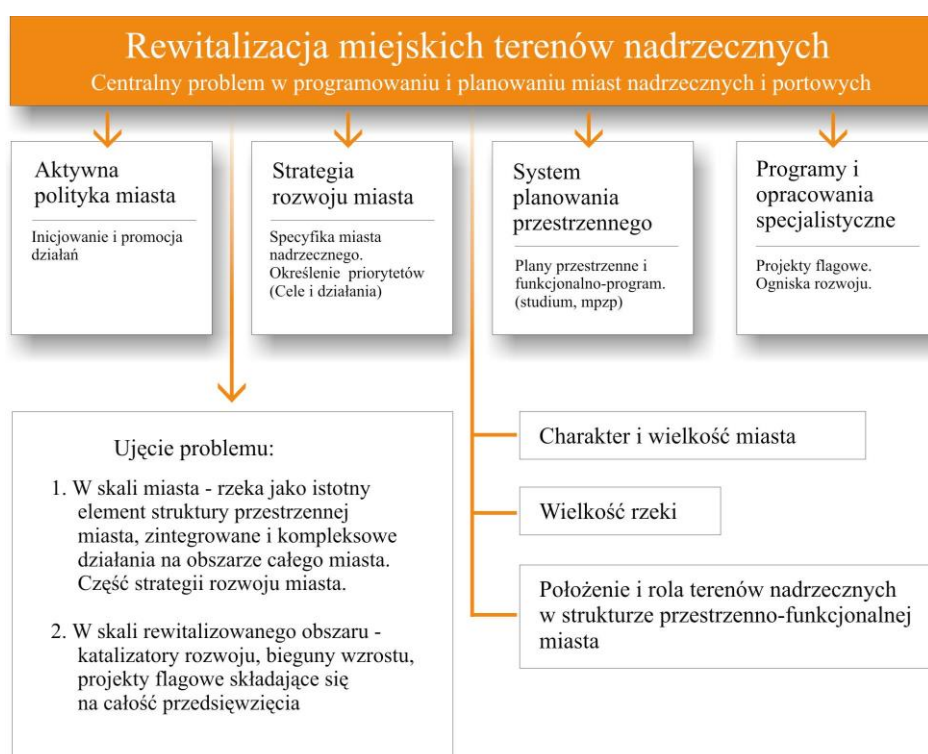 Rewitalizacja miejskich terenów nadrzecznych
Centralny problem w programowaniu i planowaniu miast nadrzecznych i portowych
Aktywna
polityka miasta
Inicjowanie i promocja
działań
Strategia
rozwoju miasta
Specyfika miasta
nadrzecznego.
Określenie priorytetów
(Cele i działania)
System
planowania
przestrzennego
Plany przestrzenne i
funkcjonalno-program.
(studium, mpzp)
Programy i
opracowania
specjalistyczne
Projekty flagowe.
Ogniska rozwoju.
Ujęcie problemu:
1. W skali miasta - rzeka jako istotny
element struktury przestrzennej
miasta, zintegrowane i kompleksowe
działania na obszarze całego miasta.
Część strategii rozwoju miasta.
2. W skali rewitalizowanego obszaru -
katalizatory rozwoju, bieguny wzrostu,
projekty flagowe składające się
na całość przedsięwzięcia
Charakter i wielkość miasta
Wielkość rzeki
Położenie i rola terenów nadrzecznych
w strukturze przestrzenno-funkcjonalnej
miasta